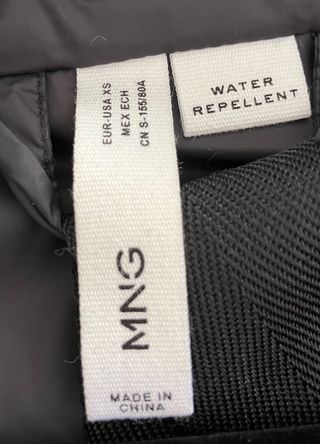 EUR-USA XS
MEX ECH
CN S-155/80A
MNG
MADE IN
CHINA
WATER
REPELLENT